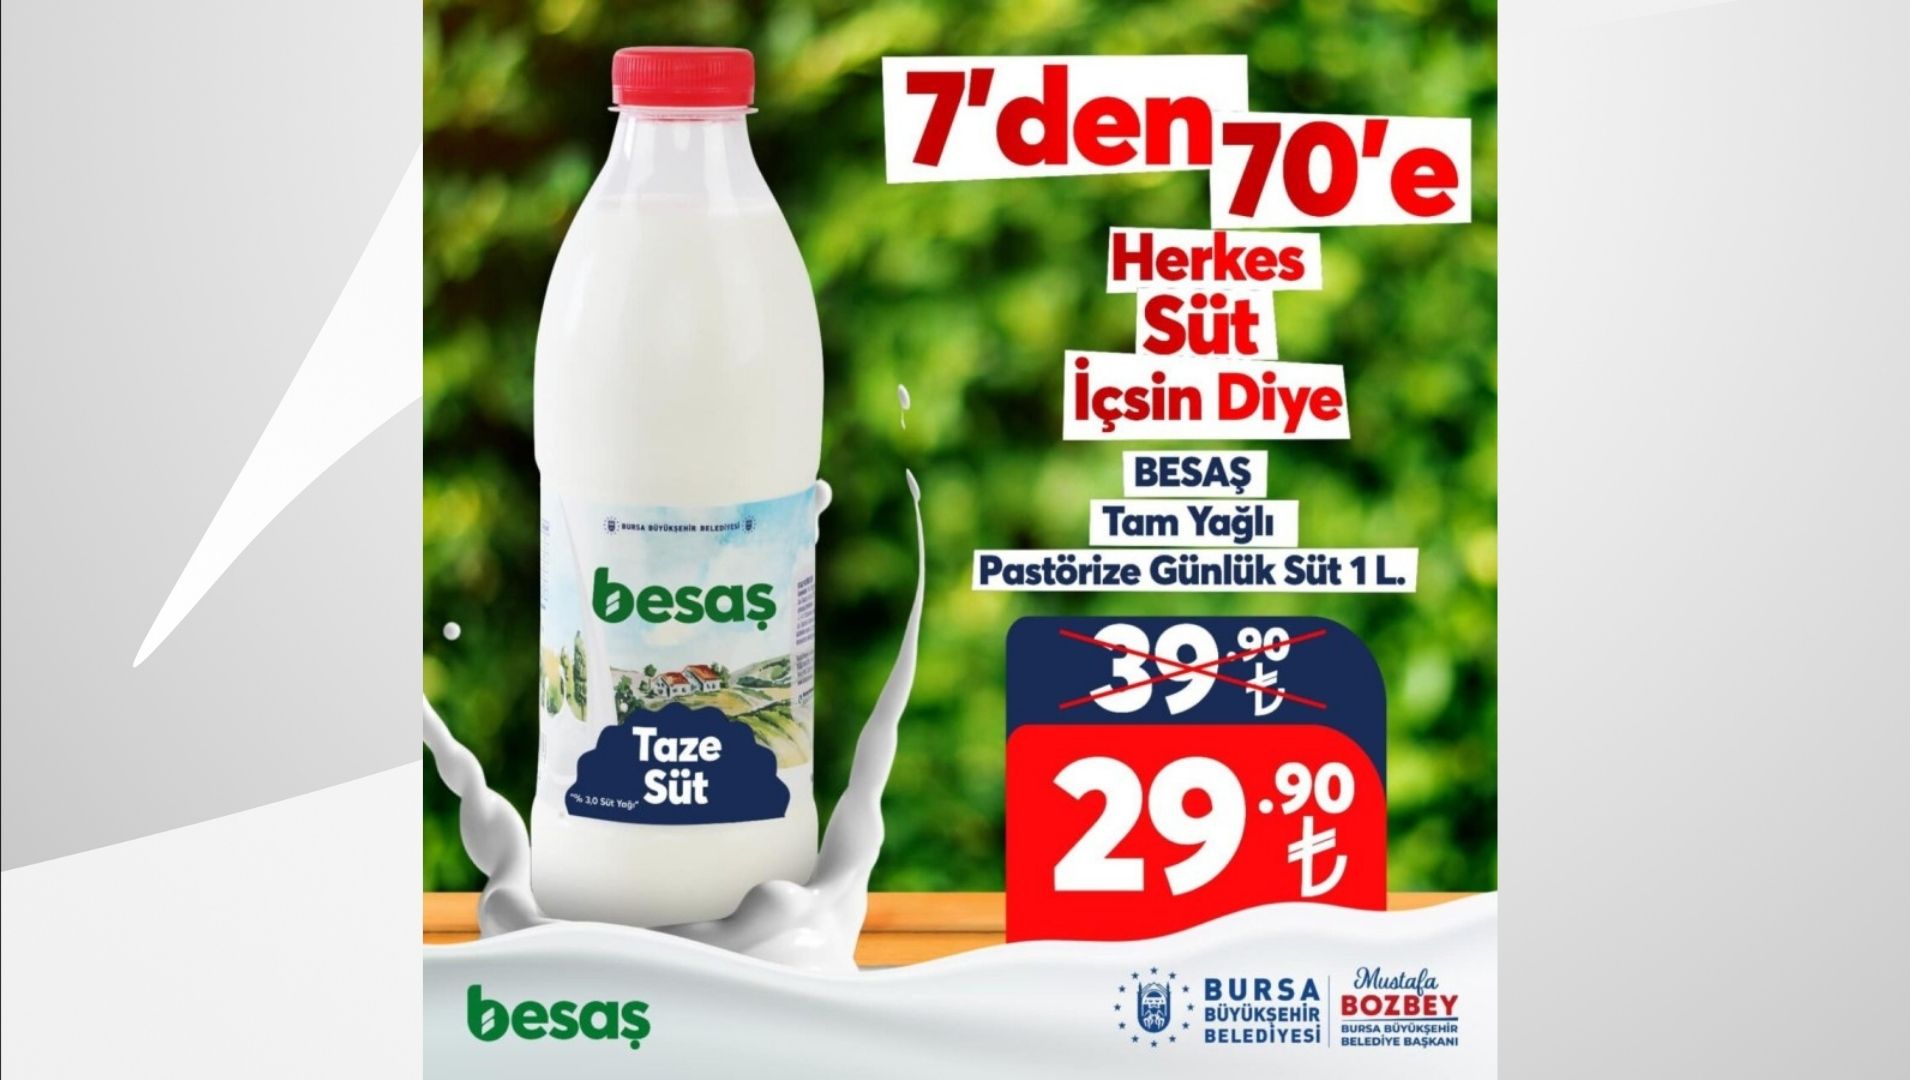 7'den
70'e
Herkes
Süt
İçsin Diye
BESAŞ
Tam Yağlı
Pastörize Günlük Süt 1 L.
39.90 ₺
29.90 ₺
BURSA BÜYÜKŞEHİR BELEDİYESİ
besaş
Taze
Süt
"% 3,0 Süt Yağı"
besaş
BURSA
BÜYÜKŞEHİR
BELEDİYESİ
Mustafa
BOZBEY
BURSA BÜYÜKŞEHİR
BELEDİYE BAŞKANI